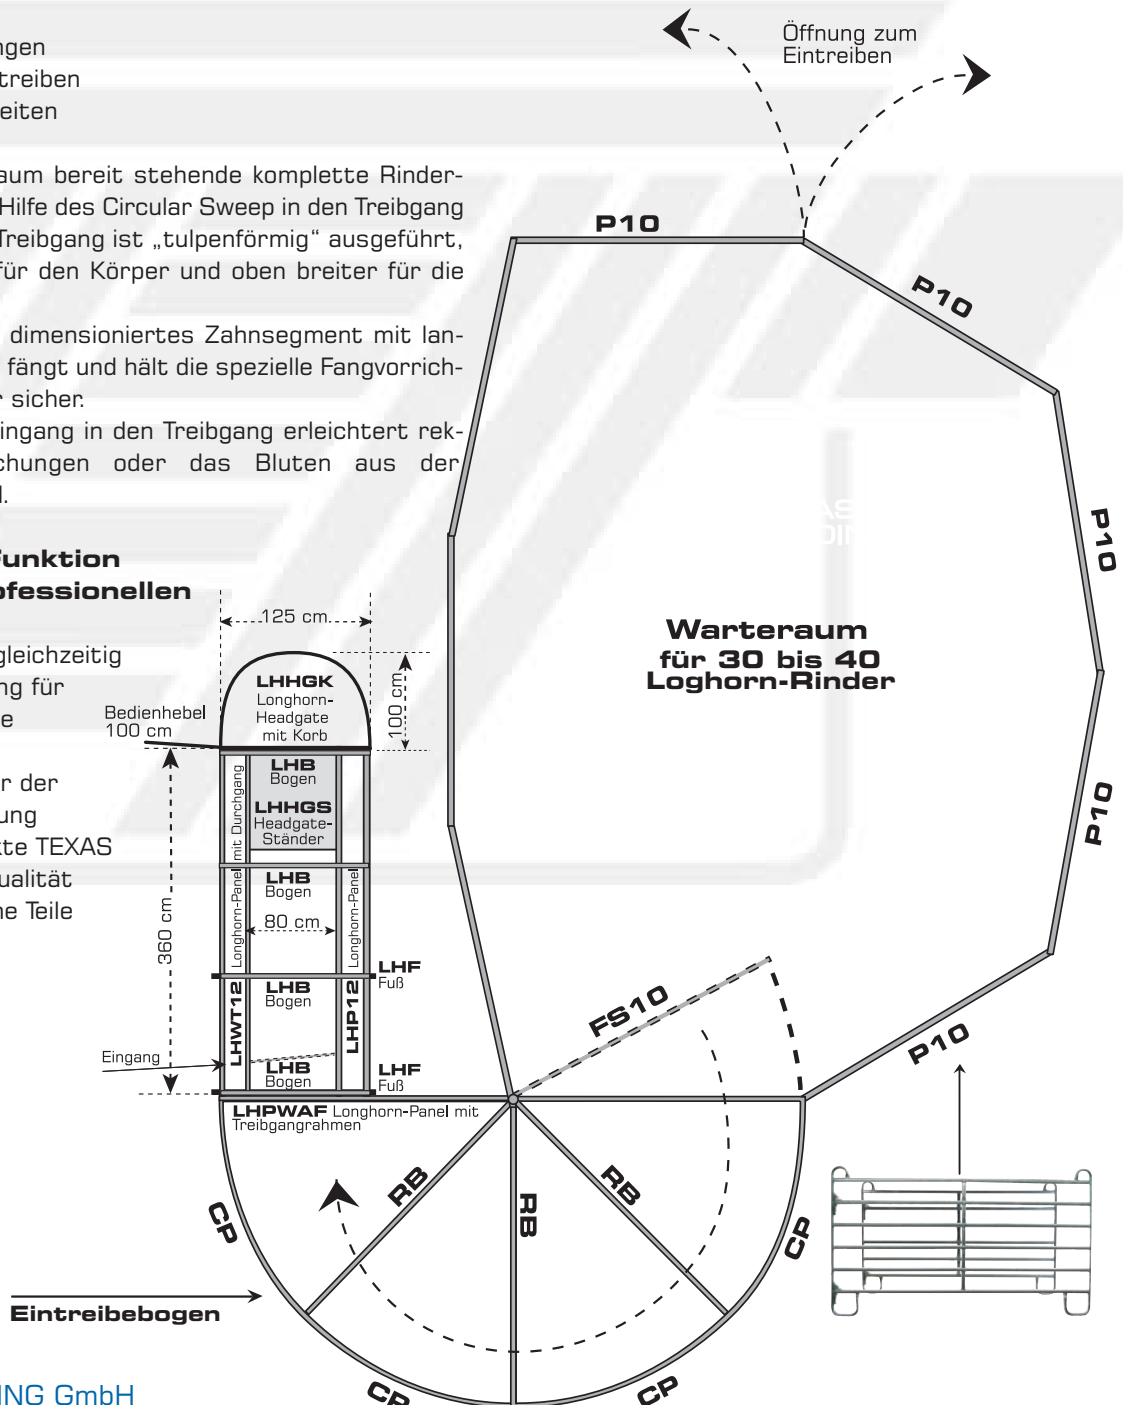 ngen
treiben
eiten
aum bereit stehende komplette Rinder-
Hilfe des Circular Sweep in den Treibgang
Treibgang ist „tulpenförmig“ ausgeführt,
für den Körper und oben breiter für die
dimensioniertes Zahnsegment mit lan-
fängt und hält die spezielle Fangvorrich-
r sicher.
ingang in den Treibgang erleichtert rek-
chungen oder das Bluten aus der
l.
Funktion
ofessionellen
gleichzeitig
ng für
e
r der
ung
kte TEXAS
ualität
ne Teile
Öffnung zum
Eintreiben
P10
P10
P10
P10
P10
Warteraum
für 30 bis 40
Loghorn-Rinder
125 cm
100 cm
LHHGK
Longhorn-
Headgate
mit Korb
Bedienhebel
100 cm
LHB
Bogen
LHHGS
Headgate-
Ständer
LHB
Bogen
80 cm
360 cm
LHWT12 Longhorn-Panel mit Durchgang
LHP12 Longhorn-Panel
LHB
Bogen
LHF
Fuß
Eingang
LHB
Bogen
LHF
Fuß
LHPWAF Longhorn-Panel mit
Treibgangrahmen
FS10
RB
RB
RB
CP
CP
CP
CP
Eintreibebogen
NG GmbH